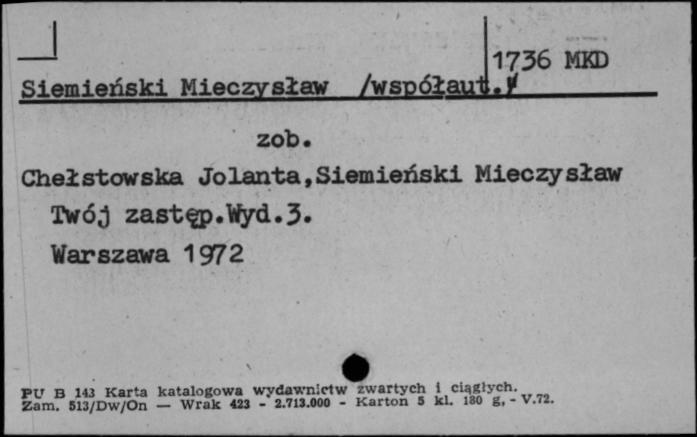 1736 MKD
Siemieński Mieczysław /współaut./
zob.
Chełstowska Jolanta,Siemieński Mieczysław
Twój zastęp.Wyd.3.
Warszawa 1972
PU B 143 Karta katalogowa wydawnictw zwartych i ciągłych.
Zam. 513/Dw/On — Wrak 423 - 2.713.000 - Karton 5 kl. 180 g, - V.72.